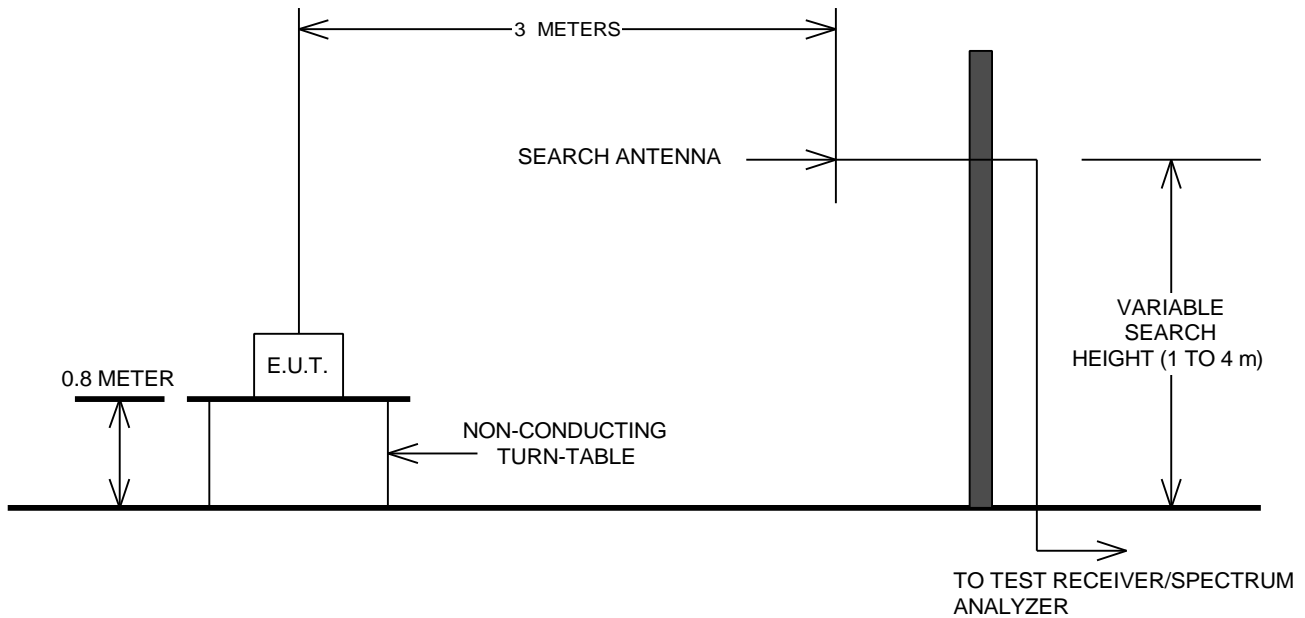 3 METERS
SEARCH ANTENNA
VARIABLE
SEARCH
HEIGHT (1 TO 4 m)
E.U.T.
0.8 METER
NON-CONDUCTING
TURN-TABLE
TO TEST RECEIVER/SPECTRUM
ANALYZER